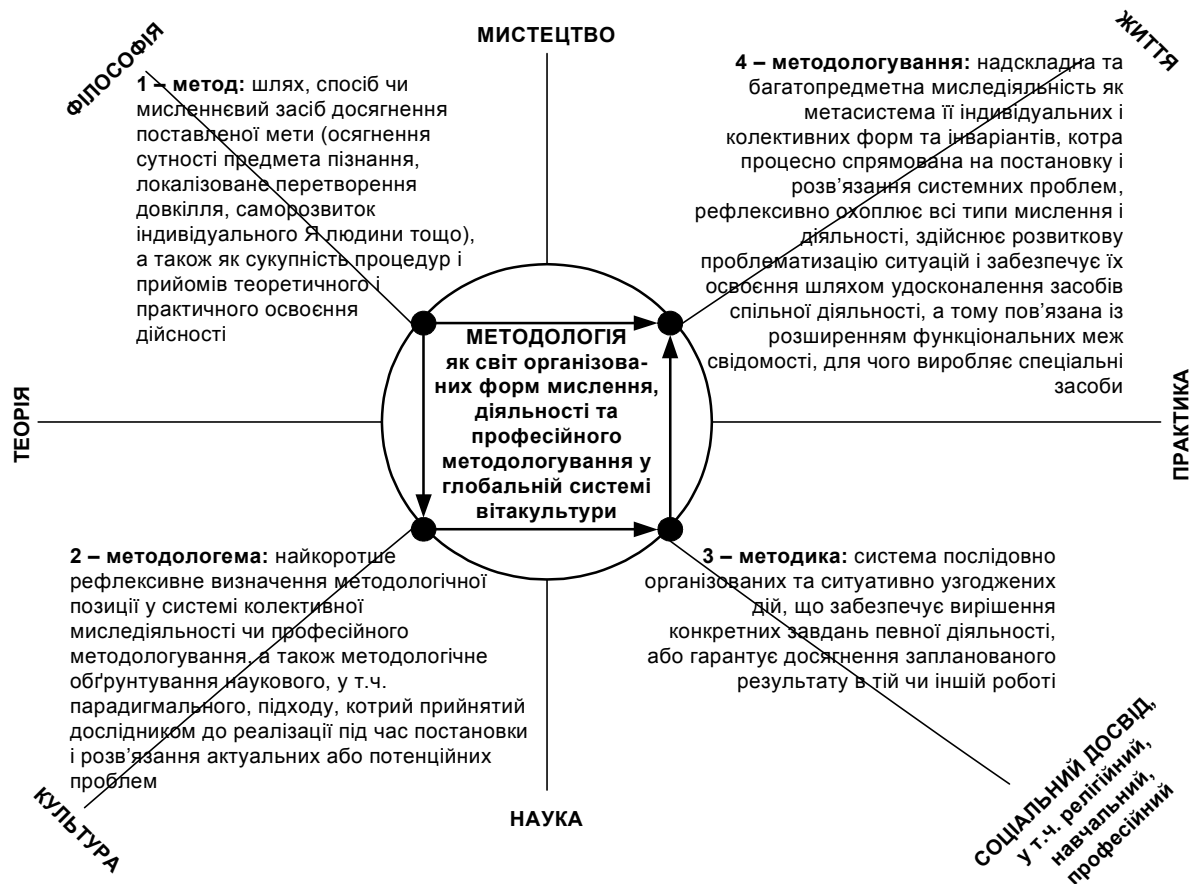 ФІЛОСОФІЯ
МИСТЕЦТВО
ЖИТТЯ
1 – метод: шлях, спосіб чи
мисленнєвий засіб досягнення
поставленої мети (осягнення
сутності предмета пізнання,
локалізоване перетворення
довкілля, саморозвиток
індивідуального Я людини тощо),
а також як сукупність процедур і
прийомів теоретичного і
практичного освоєння
дійсності
4 – методологування: надскладна та
багатопредметна миследіяльність як
метасистема її індивідуальних і
колективних форм та інваріантів, котра
процесно спрямована на постановку і
розв’язання системних проблем,
рефлексивно охоплює всі типи мислення і
діяльності, здійснює розвиткову
проблематизацію ситуацій і забезпечує їх
освоєння шляхом удосконалення засобів
спільної діяльності, а тому пов’язана із
розширенням функціональних меж
свідомості, для чого виробляє спеціальні
засоби
ТЕОРІЯ
МЕТОДОЛОГІЯ
як світ організова-
них форм мислення,
діяльності та
професійного
методологування у
глобальній системі
вітакультури
ПРАКТИКА
2 – методологема: найкоротше
рефлексивне визначення методологічної
позиції у системі колективної
миследіяльності чи професійного
методологування, а також методологічне
обґрунтування наукового, у т.ч.
парадигмального, підходу, котрий прийнятий
дослідником до реалізації під час постановки
і розв’язання актуальних або потенційних
проблем
3 – методика: система послідовно
організованих та ситуативно узгоджених
дій, що забезпечує вирішення
конкретних завдань певної діяльності,
або гарантує досягнення запланованого
результату в тій чи іншій роботі
КУЛЬТУРА
НАУКА
СОЦІАЛЬНИЙ ДОСВІД,
у т.ч. релігійний,
навчальний,
професійний